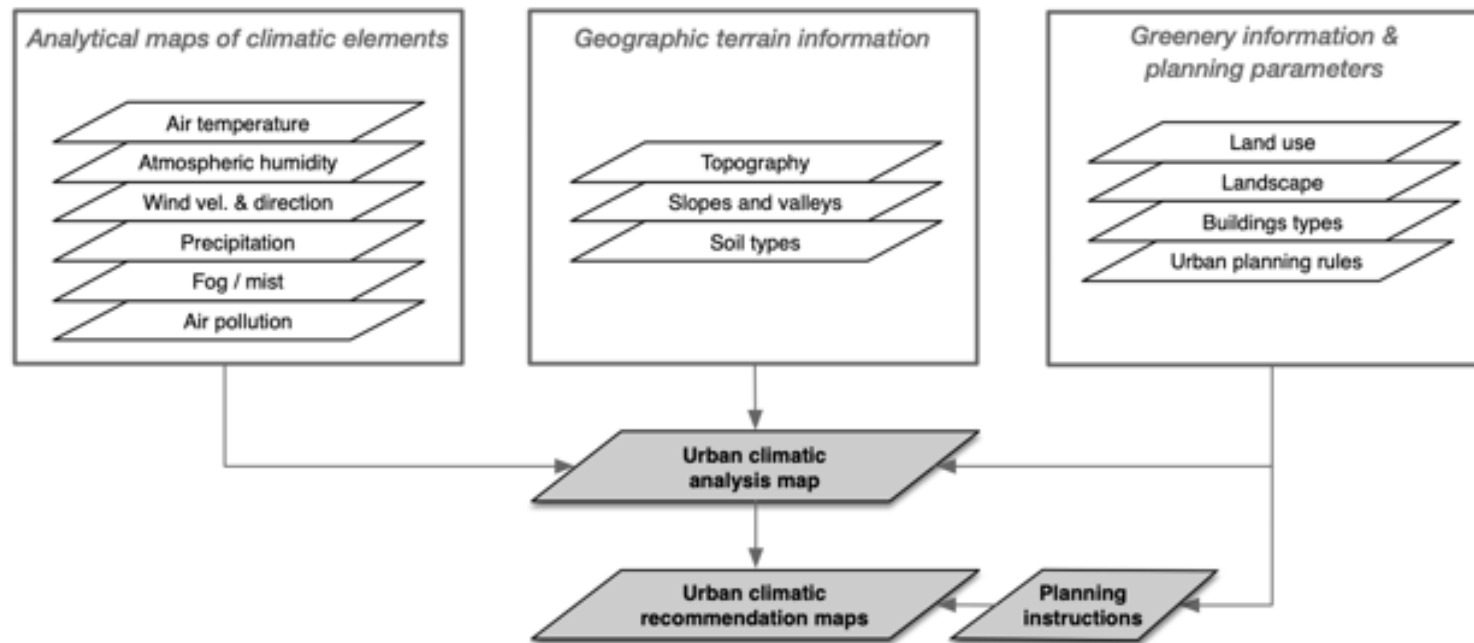 Analytical maps of climatic elements
Air temperature
Atmospheric humidity
Wind vel. & direction
Precipitation
Fog / mist
Air pollution
Geographic terrain information
Topography
Slopes and valleys
Soil types
Greenery information &
planning parameters
Land use
Landscape
Buildings types
Urban planning rules
Urban climatic
analysis map
Urban climatic
recommendation maps
Planning
instructions